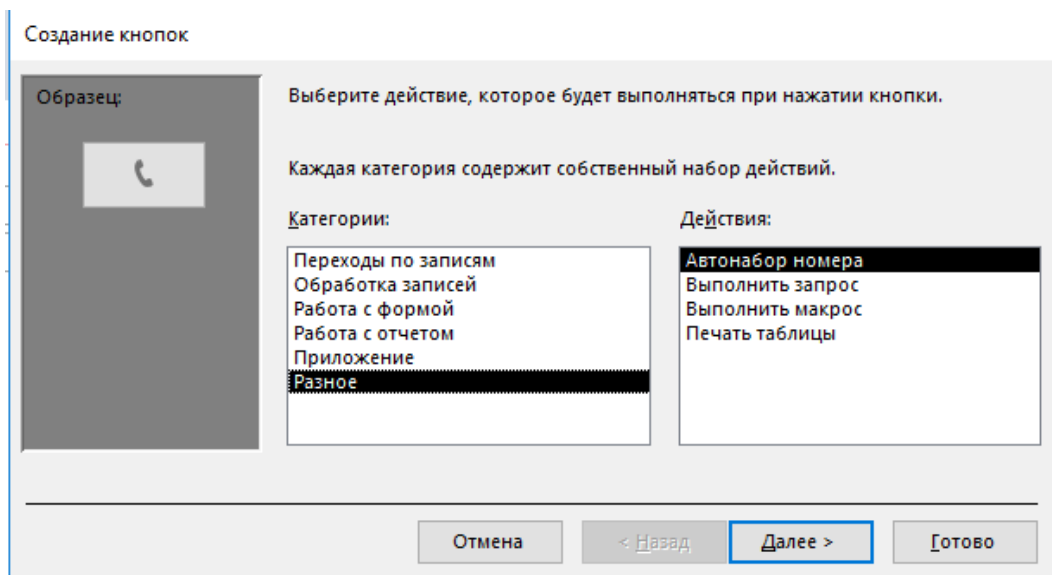 Создание кнопок
Образец:
Выберите действие, которое будет выполняться при нажатии кнопки.
Каждая категория содержит собственный набор действий.
Категории:
Переходы по записям
Обработка записей
Работа с формой
Работа с отчетом
Приложение
Разное
Действия:
Автонабор номера
Выполнить запрос
Выполнить макрос
Печать таблицы
Отмена
< Назад
Далее >
Готово